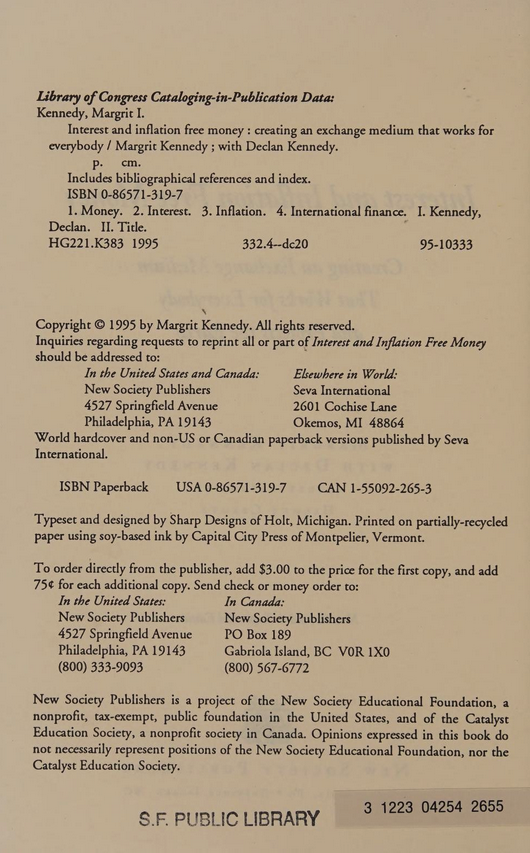 Library of Congress Cataloging-in-Publication Data:
Kennedy, Margrit I.
Interest and inflation free money : creating an exchange medium that works for
everybody / Margrit Kennedy ; with Declan Kennedy.
p. cm.
Includes bibliographical references and index.
ISBN 0-86571-319-7
1. Money. 2. Interest. 3. Inflation. 4. International finance. I. Kennedy,
Declan. II. Title.
HG221.K383 1995 332.4--dc20 95-10333
Copyright © 1995 by Margrit Kennedy. All rights reserved.
Inquiries regarding requests to reprint all or part of Interest and Inflation Free Money
should be addressed to:
In the United States and Canada: Elsewhere in World:
New Society Publishers Seva International
4527 Springfield Avenue 2601 Cochise Lane
Philadelphia, PA 19143 Okemos, MI 48864
World hardcover and non-US or Canadian paperback versions published by Seva
International.
ISBN Paperback USA 0-86571-319-7 CAN 1-55092-265-3
Typeset and designed by Sharp Designs of Holt, Michigan. Printed on partially-recycled
paper using soy-based ink by Capital City Press of Montpelier, Vermont.
To order directly from the publisher, add $3.00 to the price for the first copy, and add
75¢ for each additional copy. Send check or money order to:
In the United States: In Canada:
New Society Publishers New Society Publishers
4527 Springfield Avenue PO Box 189
Philadelphia, PA 19143 Gabriola Island, BC V0R 1X0
(800) 333-9093 (800) 567-6772
New Society Publishers is a project of the New Society Educational Foundation, a
nonprofit, tax-exempt, public foundation in the United States, and of the Catalyst
Education Society, a nonprofit society in Canada. Opinions expressed in this book do
not necessarily represent positions of the New Society Educational Foundation, nor the
Catalyst Education Society.
3 1223 04254 2655
S.F. PUBLIC LIBRARY